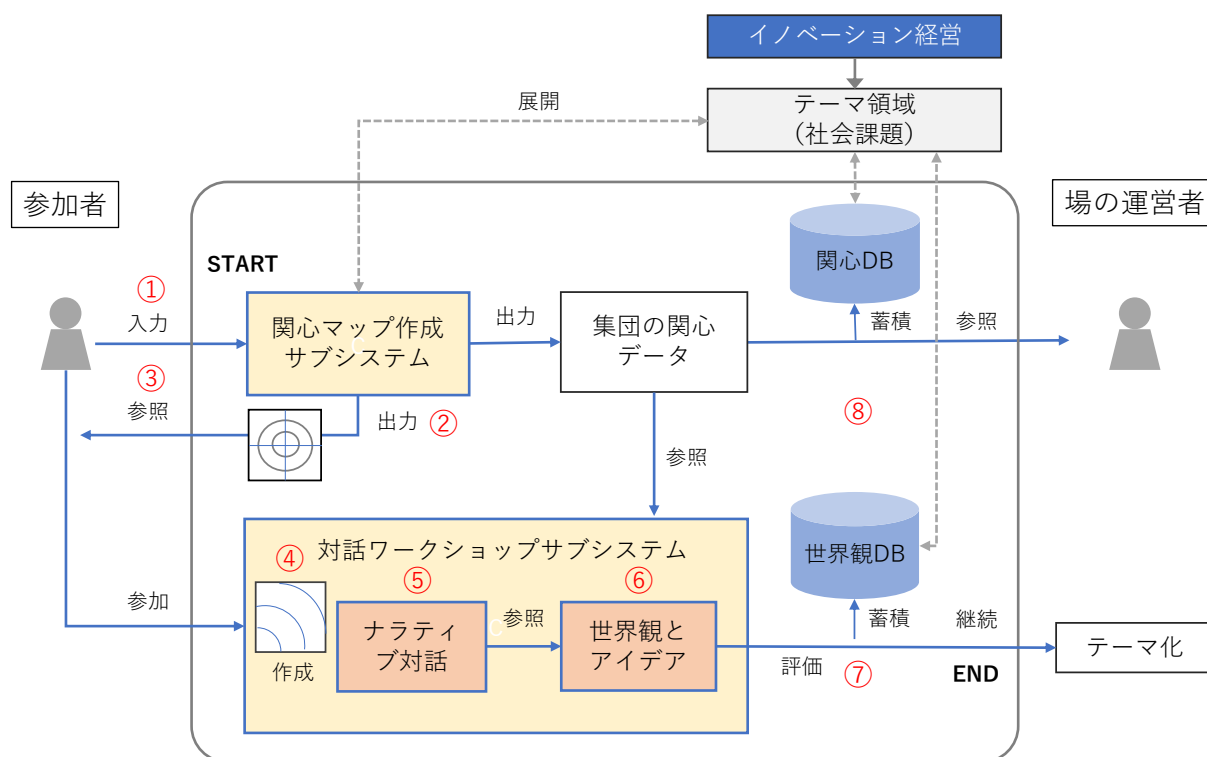 イノベーション経営
展開
テーマ領域
（社会課題）
参加者
場の運営者
START
関心DB
①
入力
関心マップ作成
サブシステム
出力
集団の関心
データ
蓄積
参照
③
参照
出力
②
⑧
参照
対話ワークショップサブシステム
世界観DB
④
⑤
⑥
参加
作成
ナラティ
ブ対話
参照
世界観と
アイデア
蓄積
継続
評価
⑦
END
テーマ化